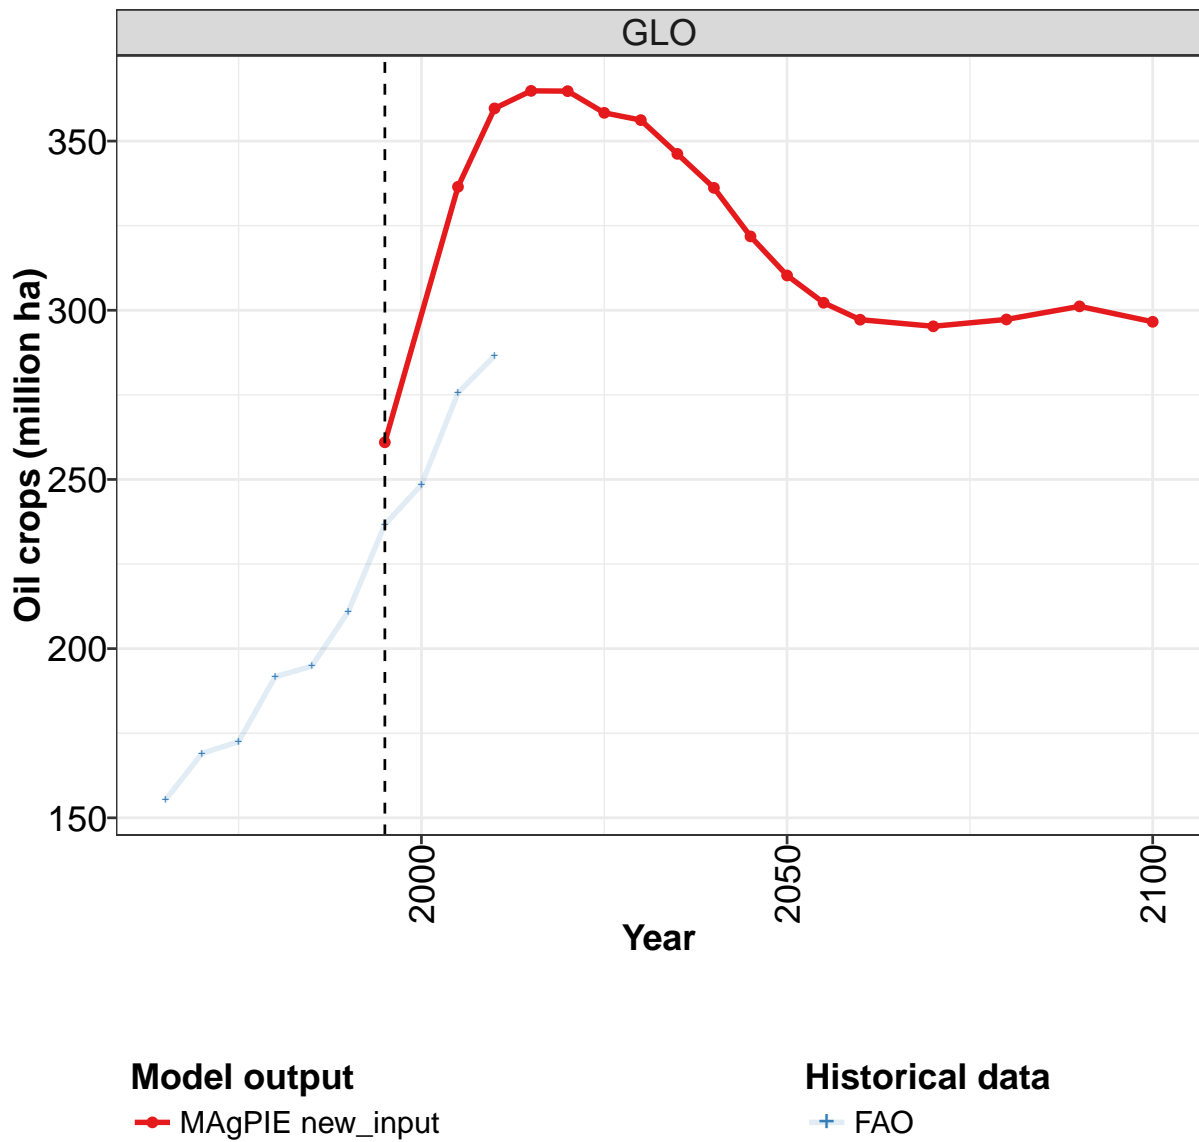 GLO
Oil crops (million ha)
350
300
250
200
150
2000
2050
2100
Year
Model output
MAgPIE new_input
Historical data
FAO